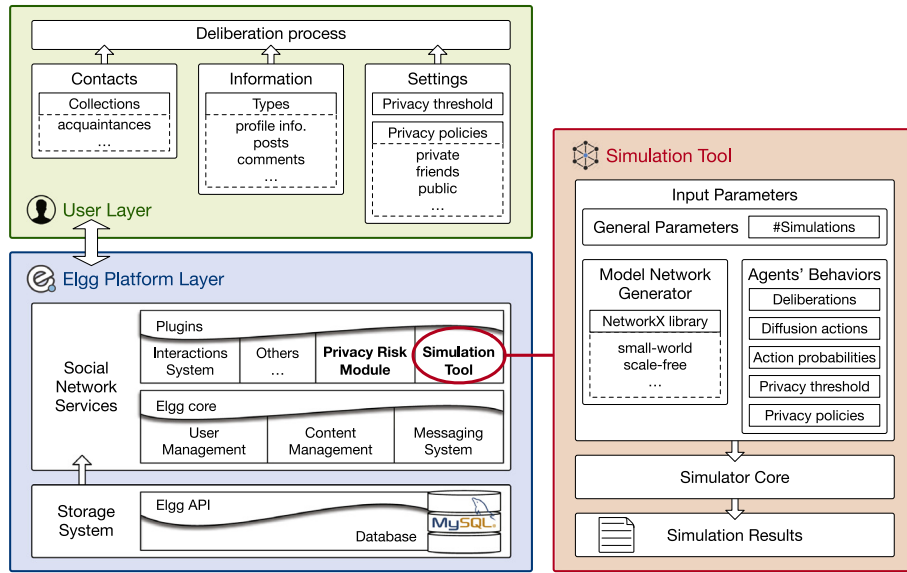 Deliberation process
Contacts
Collections
acquaintances
...
Information
Types
profile info.
posts
comments
...
Settings
Privacy threshold
Privacy policies
private
friends
public
...
User Layer
Elgg Platform Layer
Social
Network
Services
Plugins
Interactions
System
Others
...
Privacy Risk
Module
Simulation
Tool
Elgg core
User
Management
Content
Management
Messaging
System
Storage
System
Elgg API
Database
MySQL
Simulation Tool
Input Parameters
General Parameters
#Simulations
Model Network
Generator
NetworkX library
small-world
scale-free
...
Agents' Behaviors
Deliberations
Diffusion actions
Action probabilities
Privacy threshold
Privacy policies
Simulator Core
Simulation Results